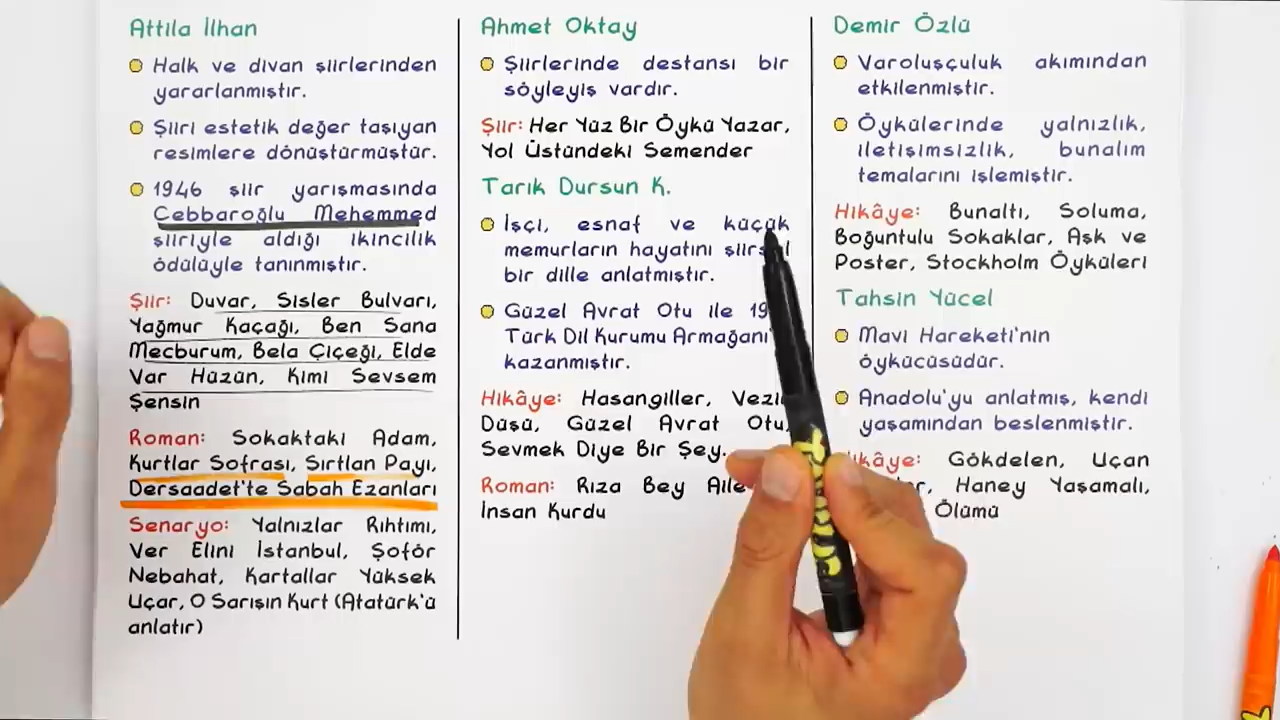 Attila İlhan
Halk ve divan şiirlerinden
yararlanmıştır.
Şiiri estetik değer taşıyan
resimlere dönüştürmüştür.
1946 şiir yarışmasında
Cebbaroğlu Mehemmed
şiiriyle aldığı ikincilik
ödülüyle tanınmıştır.
Şiir: Duvar, Sisler Bulvarı,
Yağmur Kaçağı, Ben Sana
Mecburum, Bela Çiçeği, Elde
Var Hüzün, Kimi Sevsem
Sensin
Roman: Sokaktaki Adam,
Kurtlar Sofrası, Sırtlan Payı,
Dersaadet'te Sabah Ezanları
Senaryo: Yalnızlar Rıhtımı,
Ver Elini İstanbul, Şoför
Nebahat, Kartallar Yüksek
Uçar, O Sarışın Kurt (Atatürk'ü
anlatır)
Ahmet Oktay
Şiirlerinde destansı bir
söyleyiş vardır.
Şiir: Her Yüz Bir Öykü Yazar,
Yol Üstündeki Semender
Tarık Dursun K.
İşçi, esnaf ve küçük
memurların hayatını
bir dille anlatmıştır.
Güzel Avrat Otu ile
Türk Dil Kurumu Armağanı
kazanmıştır.
Hikâye: Hasangiller,
Düşü, Güzel Avrat Otu,
Sevmek Diye Bir Şey.
Roman: Rıza Bey
İnsan Kurdu
Demir Özlü
Varoluşçuluk akımından
etkilenmiştir.
Öykülerinde yalnızlık,
iletişimsizlik, bunalım
temalarını işlemiştir.
Hikâye: Bunaltı, Soluma,
Boğuntulu Sokaklar, Aşk ve
Poster, Stockholm Öyküleri
Tahsin Yücel
Mavi Hareketi'nin
öykücüsüdür.
Anadolu'yu anlatmış, kendi
yaşamından beslenmiştir.
Gökdelen, Uçan
Haney Yaşamalı,
Ölümü